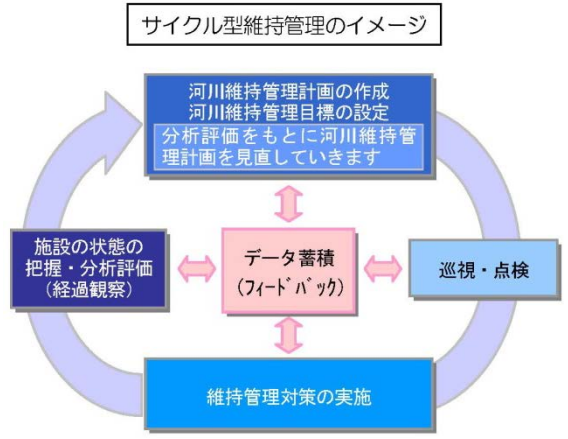 サイクル型維持管理のイメージ
河川維持管理計画の作成
河川維持管理目標の設定
分析評価をもとに河川維持管
理計画を見直していきます
施設の状態の
把握・分析評価
(経過観察)
データ蓄積
(ﾌｨｰﾄﾞﾊﾞｯｸ)
巡視・点検
維持管理対策の実施